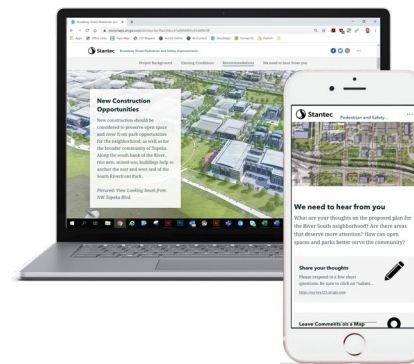 Stantec Broadway Street Pedestrian and Safety Improvements
Project Background Existing Conditions Recommendations We need to hear from you
New Construction
Opportunities
New construction should be
considered to preserve open space
and river front park opportunities
for the neighborhood, as well as for
the broader community of Topeka.
Along the south bank of the River,
two new, mixed-use, buildings help to
anchor the east and west end of the
South Riverfront Park.
Pictured: View Looking South from
NW Topeka Blvd.
Stantec Pedestrian and Safety...
We need to hear from you
What are your thoughts on the proposed plan for
the River South neighborhood? Are there areas
that deserve more attention? How can open
spaces and parks better serve the community?
Share your thoughts
Please respond to a few short
questions. Be sure to click on "submit...
Leave Comments on a Map